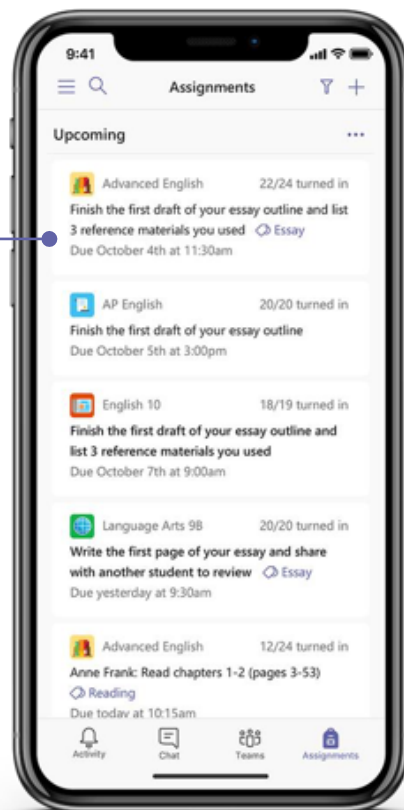 9:41
Assignments
Upcoming
Advanced English 22/24 turned in
Finish the first draft of your essay outline and list
3 reference materials you used Essay
Due October 4th at 11:30am
AP English 20/20 turned in
Finish the first draft of your essay outline
Due October 5th at 3:00pm
English 10 18/19 turned in
Finish the first draft of your essay outline and
list 3 reference materials you used
Due October 7th at 9:00am
Language Arts 9B 20/20 turned in
Write the first page of your essay and share
with another student to review Essay
Due yesterday at 9:30am
Advanced English 12/24 turned in
Anne Frank: Read chapters 1-2 (pages 3-53)
Reading
Due today at 10:15am
Activity Chat Teams Assignments